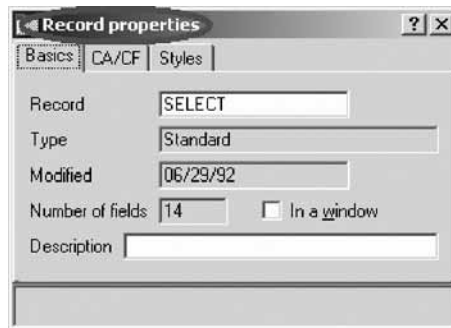 Record properties
Basics CA/CF Styles
Record SELECT
Type Standard
Modified 06/29/92
Number of fields 14 In a window
Description